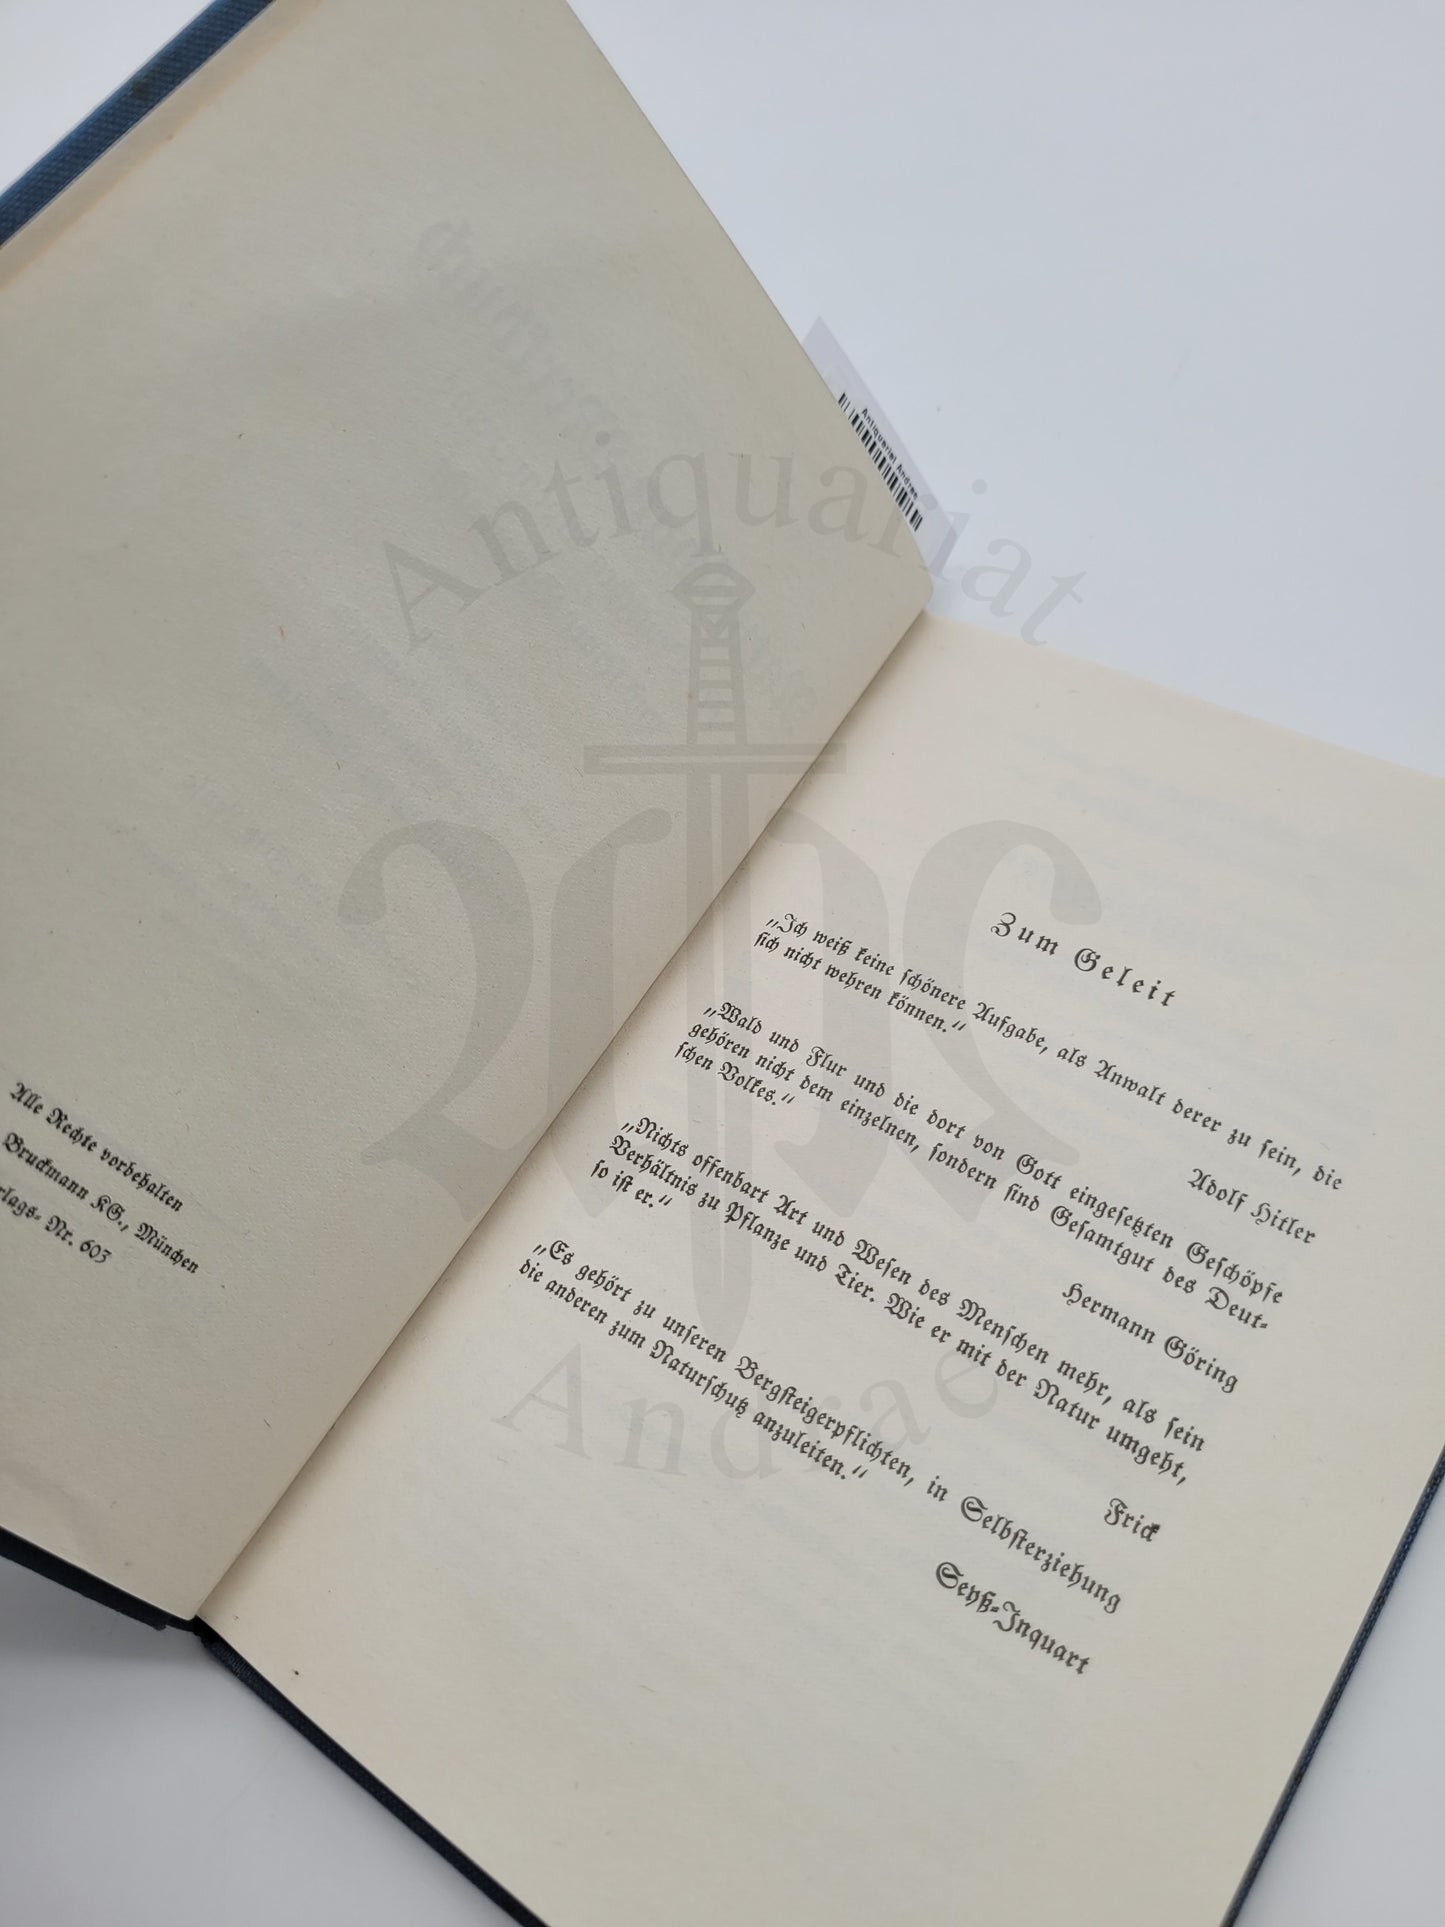 Alle Rechte vorbehalten
Bruckmann KG., München
Nr. 603
Antiquariat Andrae
Zum Geleit
„Ich weiß keine schönere Aufgabe, als Anwalt derer zu sein, die
sich nicht wehren können.“
Adolf Hitler
„Wald und Flur und die dort von Gott eingesetzten Geschöpfe
gehören nicht dem einzelnen, sondern sind Gesamtgut des Deut-
schen Volkes.“
Hermann Göring
„Nichts offenbart Art und Wesen des Menschen mehr, als sein
Verhältnis zu Pflanze und Tier. Wie er mit der Natur umgeht,
so ist er.“
Frick
„Es gehört zu unseren Bergsteigerpflichten, in Selbsterziehung
die anderen zum Naturschutz anzuleiten.“
Seyß-Inquart
Antiquariat
Andrae